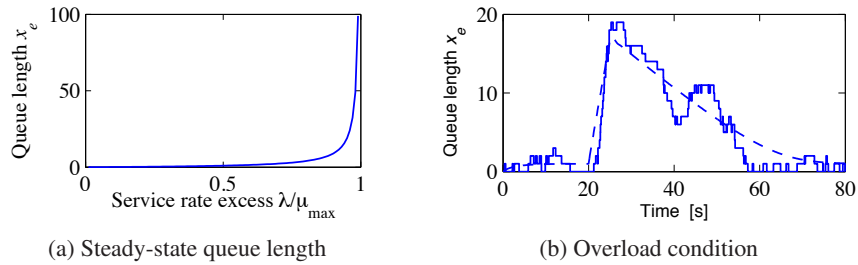 100
50
0
Queue length x_e
0
0.5
1
Service rate excess λ/μ_max
(a) Steady-state queue length
20
10
0
Queue length x_e
0
20
40
60
80
Time [s]
(b) Overload condition